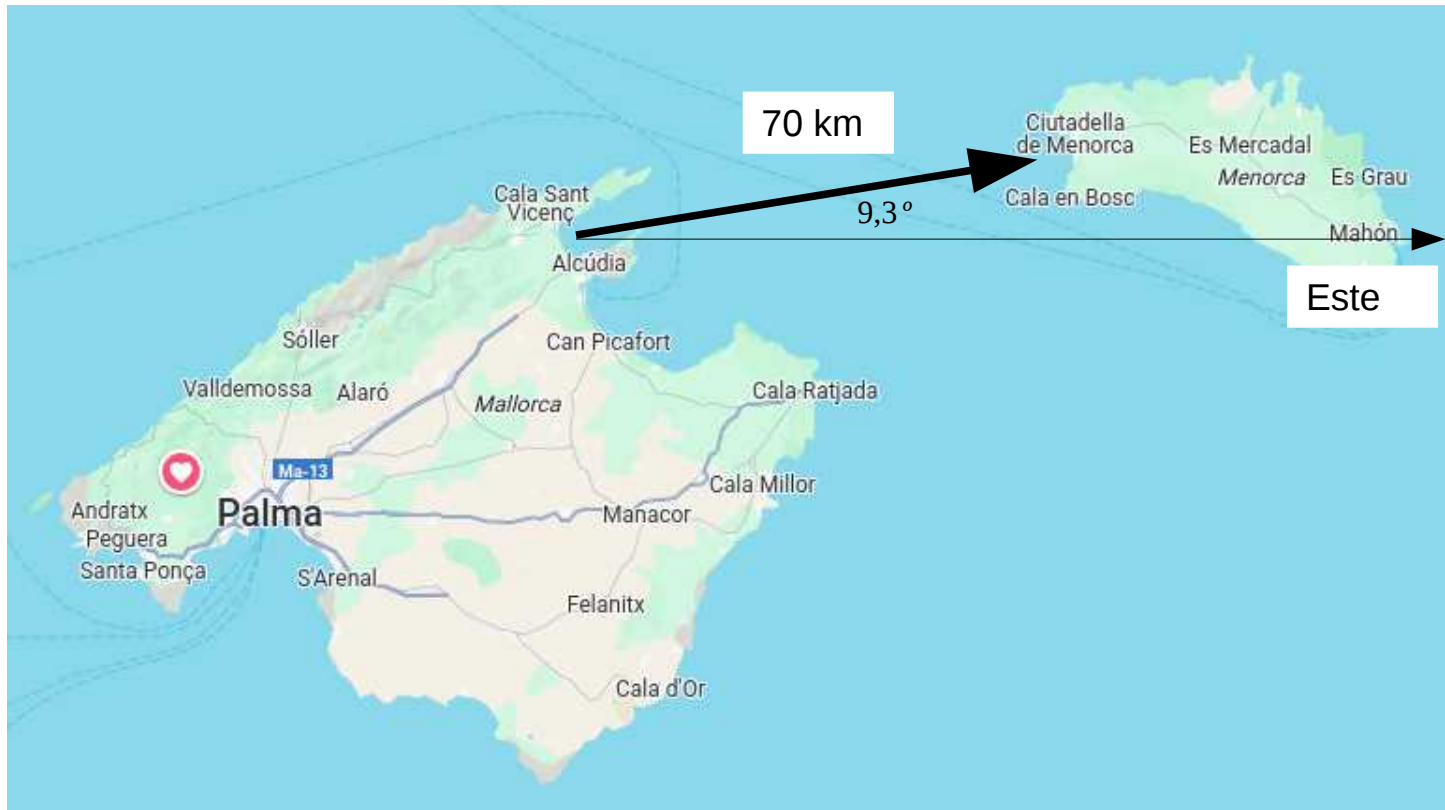 70 km
Ciutadella
de Menorca
Es Mercadal
Menorca
Es Grau
Cala Sant
Vicenç
Cala en Bosc
9,3º
Mahón
Alcúdia
Este
Sóller
Can Picafort
Valldemossa
Alaró
Mallorca
Cala Ratjada
Ma-13
Cala Millor
Andratx
Palma
Manacor
Peguera
Santa Ponça
S'Arenal
Felanitx
Cala d'Or